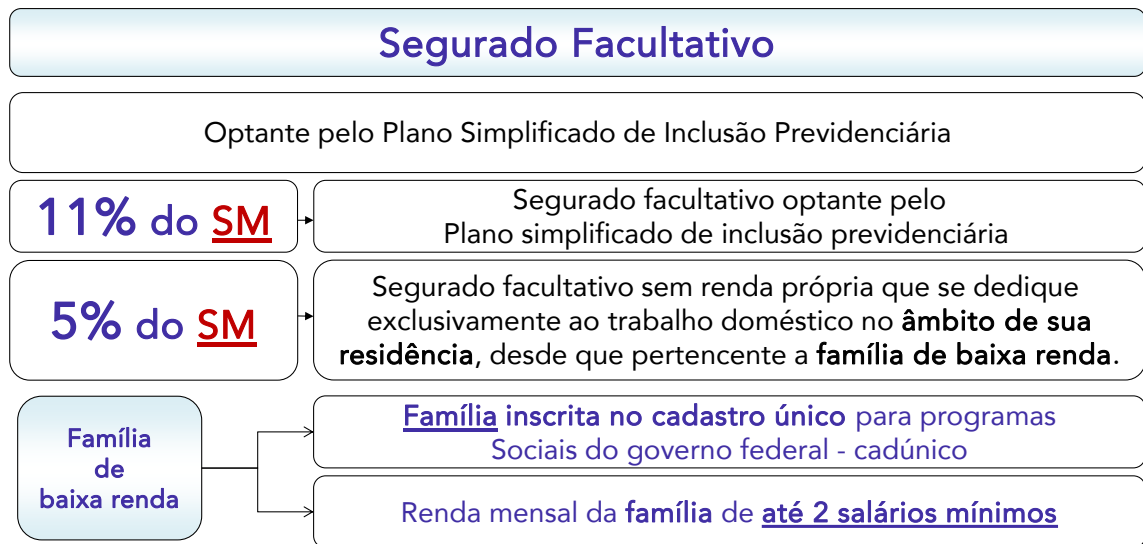 Segurado Facultativo
Optante pelo Plano Simplificado de Inclusão Previdenciária
11% do SM
Segurado facultativo optante pelo
Plano simplificado de inclusão previdenciária
5% do SM
Segurado facultativo sem renda própria que se dedique
exclusivamente ao trabalho doméstico no âmbito de sua
residência, desde que pertencente a família de baixa renda.
Família
de
baixa renda
Família inscrita no cadastro único para programas
Sociais do governo federal - cadúnico
Renda mensal da família de até 2 salários mínimos